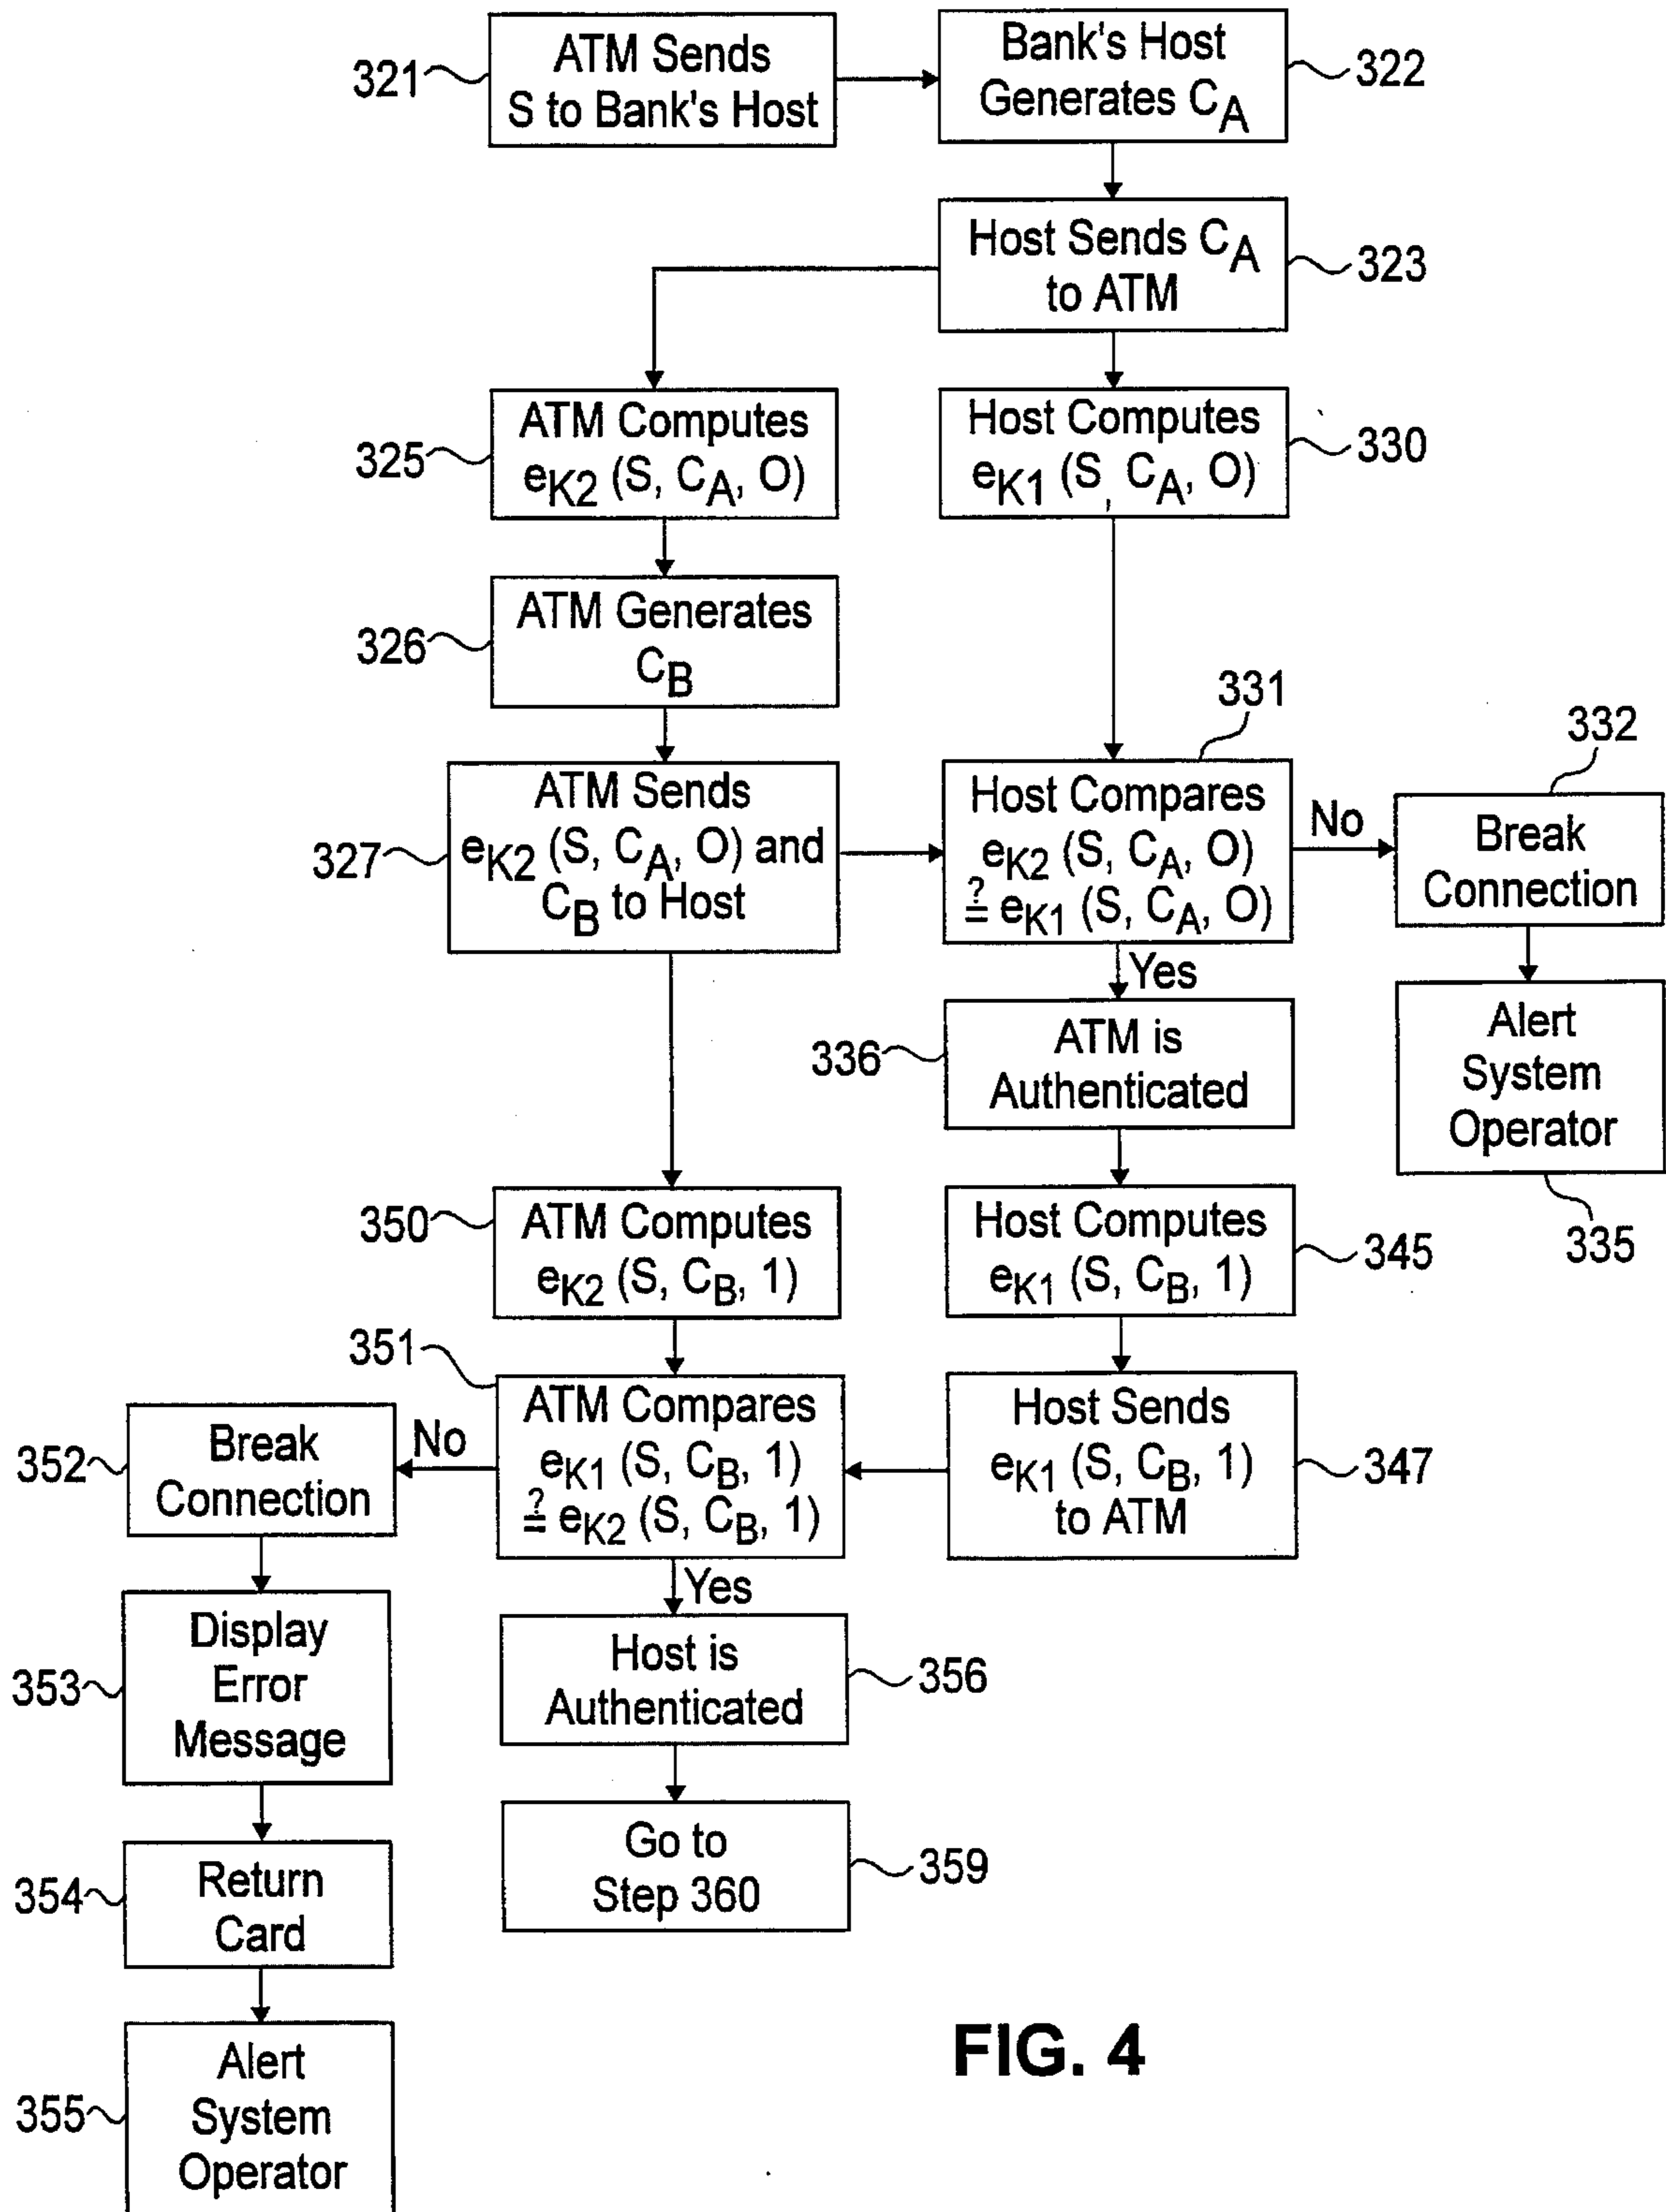 321
ATM Sends
S to Bank's Host
Bank's Host
Generates CA
322
Host Sends CA
to ATM
323
325
ATM Computes
eK2 (S, CA, O)
Host Computes
eK1 (S, CA, O)
330
326
ATM Generates
CB
327
ATM Sends
eK2 (S, CA, O) and
CB to Host
331
Host Compares
eK2 (S, CA, O)
≟ eK1 (S, CA, O)
No
332
Break
Connection
Yes
336
ATM is
Authenticated
Alert
System
Operator
335
350
ATM Computes
eK2 (S, CB, 1)
Host Computes
eK1 (S, CB, 1)
345
351
ATM Compares
eK1 (S, CB, 1)
≟ eK2 (S, CB, 1)
Host Sends
eK1 (S, CB, 1)
to ATM
347
No
352
Break
Connection
Yes
353
Display
Error
Message
Host is
Authenticated
356
354
Return
Card
Go to
Step 360
359
355
Alert
System
Operator
FIG. 4